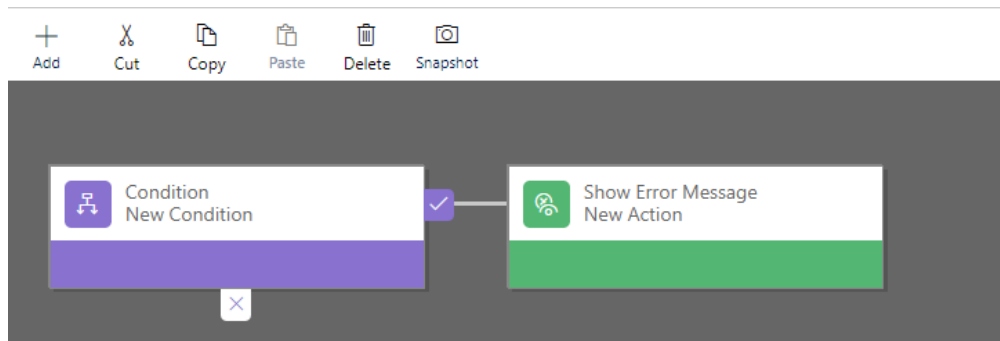 Add
Cut
Copy
Paste
Delete
Snapshot
Condition
New Condition
Show Error Message
New Action